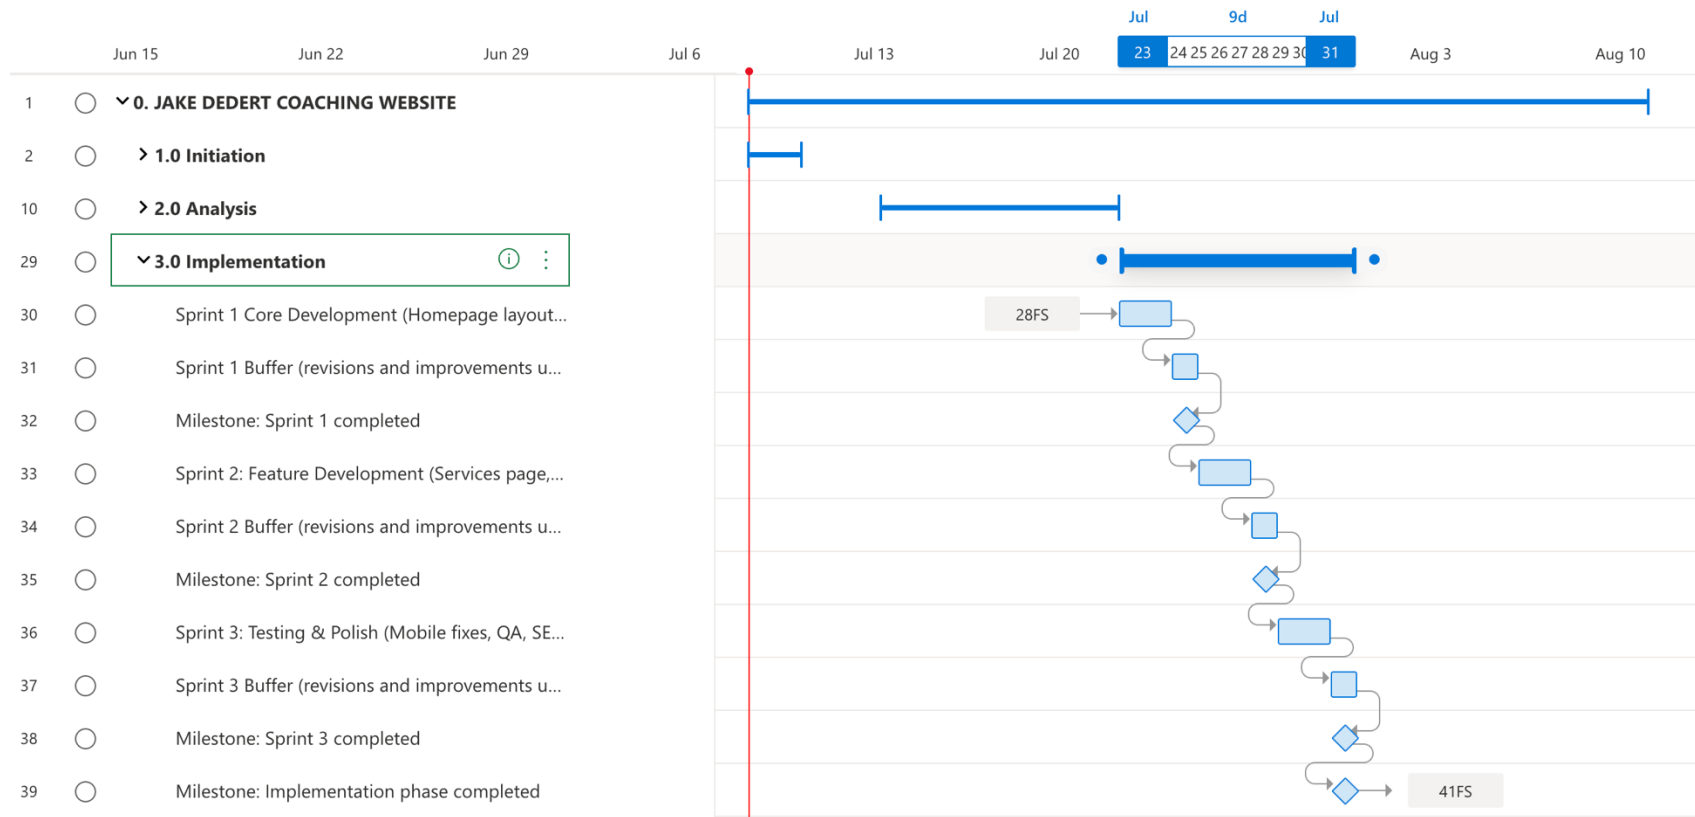 Jul 9d Jul
Jun 15 Jun 22 Jun 29 Jul 6 Jul 13 Jul 20 23 24 25 26 27 28 29 30 31 Aug 3 Aug 10
1 0. JAKE DEDERT COACHING WEBSITE
2 1.0 Initiation
10 2.0 Analysis
29 3.0 Implementation
30 Sprint 1 Core Development (Homepage layout... 28FS
31 Sprint 1 Buffer (revisions and improvements u...
32 Milestone: Sprint 1 completed
33 Sprint 2: Feature Development (Services page,...
34 Sprint 2 Buffer (revisions and improvements u...
35 Milestone: Sprint 2 completed
36 Sprint 3: Testing & Polish (Mobile fixes, QA, SE...
37 Sprint 3 Buffer (revisions and improvements u...
38 Milestone: Sprint 3 completed
39 Milestone: Implementation phase completed 41FS